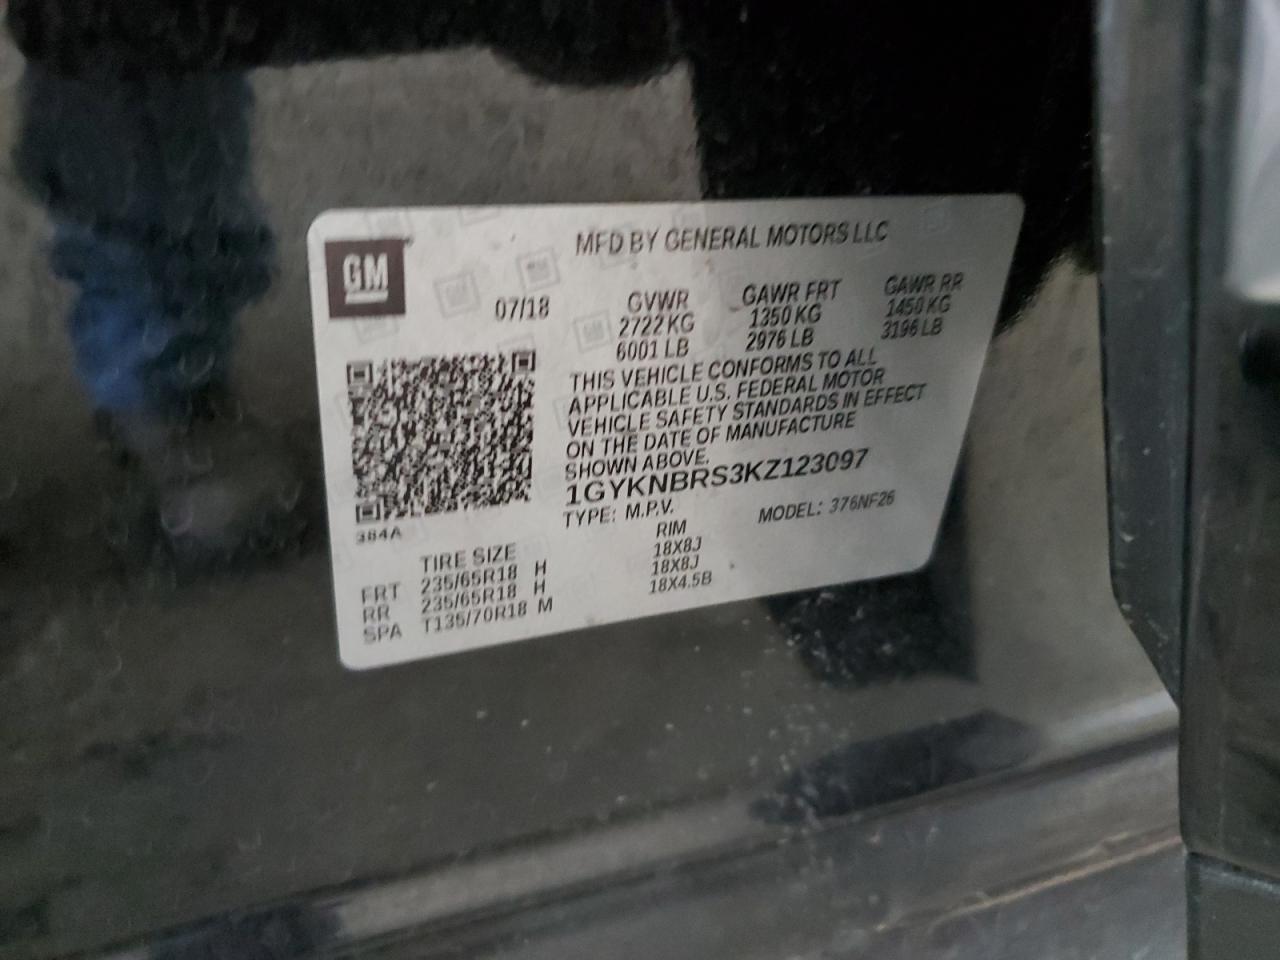 GM
MFD BY GENERAL MOTORS LLC
07/18
GVWR GAWR FRT GAWR RR
2722 KG 1350 KG 1450 KG
6001 LB 2976 LB 3196 LB
THIS VEHICLE CONFORMS TO ALL
APPLICABLE U.S. FEDERAL MOTOR
VEHICLE SAFETY STANDARDS IN EFFECT
ON THE DATE OF MANUFACTURE
SHOWN ABOVE.
1GYKNBRS3KZ123097
TYPE: M.P.V. MODEL: 376NF26
384A
TIRE SIZE RIM
FRT 235/65R18 H 18X8J
RR 235/65R18 H 18X8J
SPA T135/70R18 M 18X4.5B